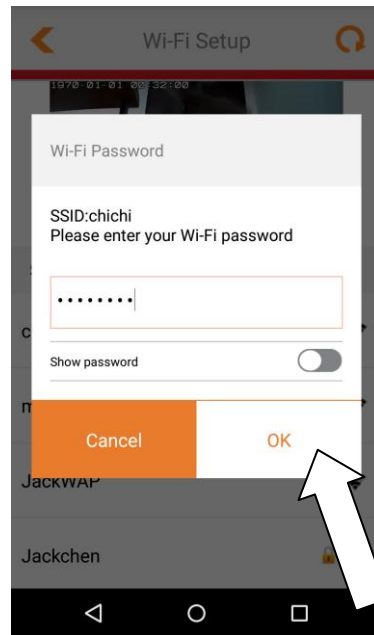 Wi-Fi Setup
1970-01-01 00:32:00
Wi-Fi Password
SSID:chichi
Please enter your Wi-Fi password
••••••••
Show password
Cancel
OK
JackWAP
Jackchen